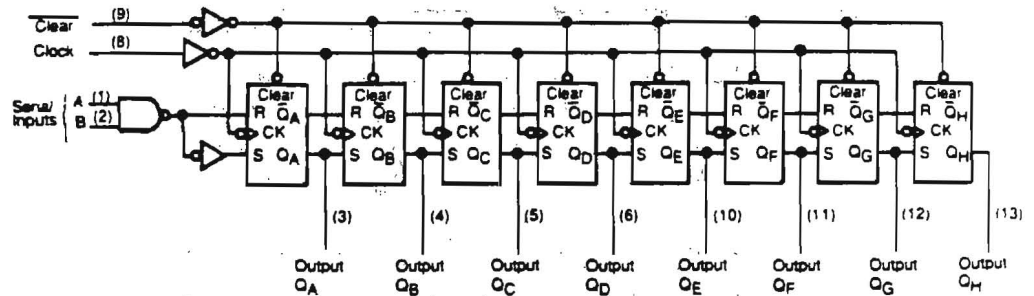 Clear (9)
Clock (8)
Serial Inputs A (1)
B (2)
Clear Clear Clear Clear Clear Clear Clear Clear
R Q̅A R Q̅B R Q̅C R Q̅D R Q̅E R Q̅F R Q̅G R Q̅H
CK CK CK CK CK CK CK CK
S QA S QB S QC S QD S QE S QF S QG S QH
(3) (4) (5) (6) (10) (11) (12) (13)
Output Output Output Output Output Output Output Output
QA QB QC QD QE QF QG QH